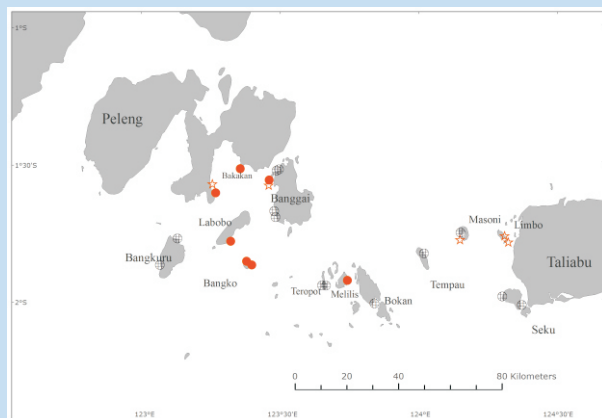 1°S
Peleng
1°30'S
Bakakan
Banggai
Masoni
Limbo
Labobo
Bangkuru
Taliabu
Bangko
Teropot
Melilis
Bokan
Tempau
2°S
Seku
0 20 40 60 80 Kilometers
123°E
123°30'E
124°E
124°30'E